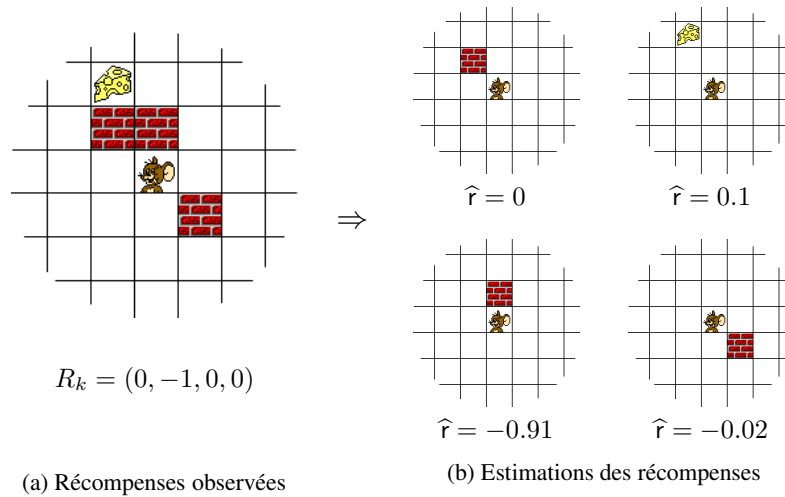 ⇒
R_k = (0, −1, 0, 0)
(a) Récompenses observées
r̂ = 0
r̂ = 0.1
r̂ = −0.91
r̂ = −0.02
(b) Estimations des récompenses